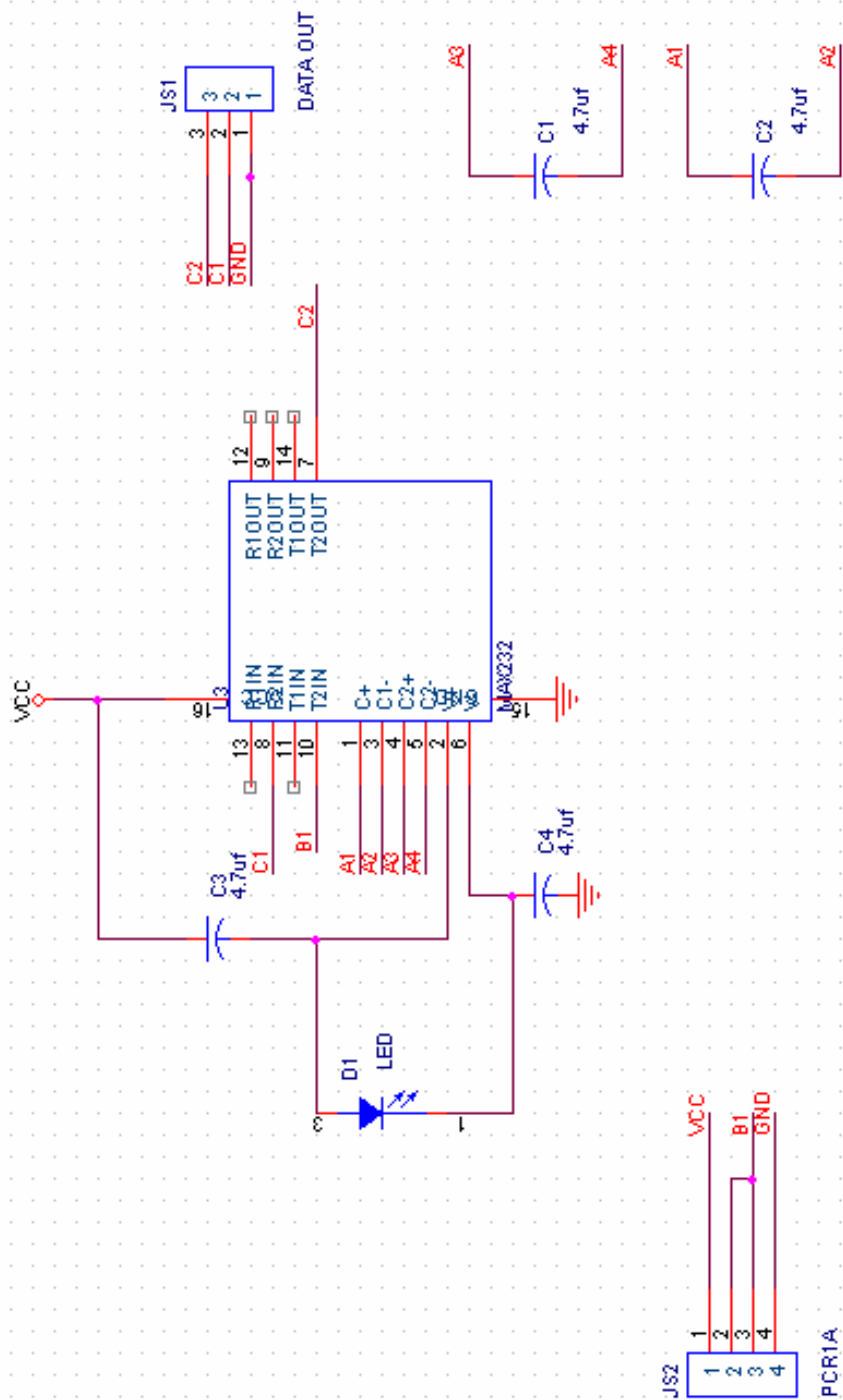 VCC
JS1
3
2
1
3
2
1
DATA OUT
C2
C1
GND
A3
A4
C1
4.7uf
A1
A2
C2
4.7uf
C2
12
9
14
7
R1OUT
R2OUT
T1OUT
T2OUT
U3
R1IN
R2IN
T1IN
T2IN
C+
C1-
C2+
C2-
MAX232
16
15
13
8
11
10
1
3
4
5
2
6
C1
B1
A1
A2
A3
A4
C3
4.7uf
C4
4.7uf
D1
LED
3
1
VCC
B1
GND
JS2
1
2
3
4
1
2
3
4
PCR1A